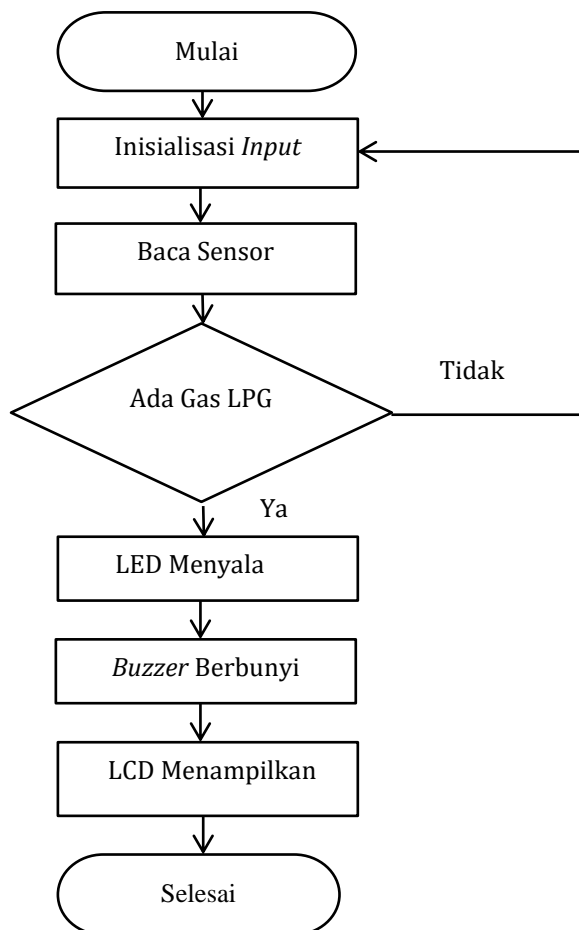 Mulai
Inisialisasi Input
Baca Sensor
Ada Gas LPG
Tidak
Ya
LED Menyala
Buzzer Berbunyi
LCD Menampilkan
Selesai